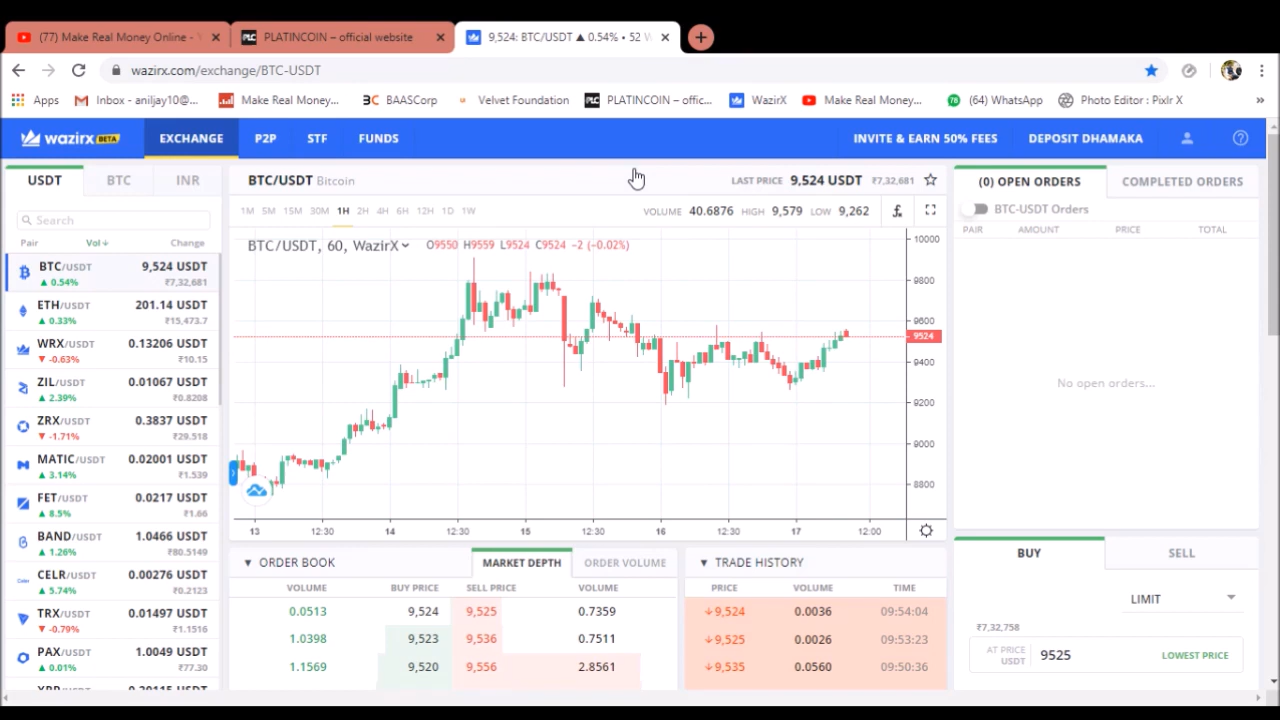 (77) Make Real Money Online - Y
PLATINCOIN – official website
9,524: BTC/USDT ▲ 0.54% • 52 W
wazirx.com/exchange/BTC-USDT
Apps
Inbox - aniljay10@...
Make Real Money...
BAASCorp
Velvet Foundation
PLATINCOIN – offic...
WazirX
Make Real Money...
(64) WhatsApp
Photo Editor : Pixlr X
»
wazirx BETA
EXCHANGE
P2P
STF
FUNDS
INVITE & EARN 50% FEES
DEPOSIT DHAMAKA
USDT BTC INR
Search
Pair Vol↓ Change
BTC/USDT 9,524 USDT
▲ 0.54% ₹7,32,681
ETH/USDT 201.14 USDT
▲ 0.33% ₹15,473.7
WRX/USDT 0.13206 USDT
▼ -0.63% ₹10.15
ZIL/USDT 0.01067 USDT
▲ 2.39% ₹0.8208
ZRX/USDT 0.3837 USDT
▼ -1.71% ₹29.518
MATIC/USDT 0.02001 USDT
▲ 3.14% ₹1.539
FET/USDT 0.0217 USDT
▲ 8.5% ₹1.66
BAND/USDT 1.0466 USDT
▲ 1.26% ₹80.5149
CELR/USDT 0.00276 USDT
▲ 5.74% ₹0.2123
TRX/USDT 0.01497 USDT
▼ -0.79% ₹1.1516
PAX/USDT 1.0049 USDT
▲ 0.01% ₹77.30
BTC/USDT Bitcoin
LAST PRICE 9,524 USDT ₹7,32,681
1M 5M 15M 30M 1H 2H 4H 6H 12H 1D 1W
VOLUME 40.6876 HIGH 9,579 LOW 9,262
BTC/USDT, 60, WazirX O9550 H9559 L9524 C9524 −2 (−0.02%)
10000
9800
9600
9524
9400
9200
9000
8800
13 12:30 14 12:30 15 12:30 16 12:30 17 12:00
▼ ORDER BOOK
MARKET DEPTH
ORDER VOLUME
VOLUME BUY PRICE SELL PRICE VOLUME
0.0513 9,524 9,525 0.7359
1.0398 9,523 9,536 0.7511
1.1569 9,520 9,556 2.8561
▼ TRADE HISTORY
PRICE VOLUME TIME
↓9,524 0.0036 09:54:04
↓9,525 0.0026 09:53:23
↓9,535 0.0560 09:50:36
(0) OPEN ORDERS
COMPLETED ORDERS
BTC-USDT Orders
PAIR AMOUNT PRICE TOTAL
No open orders...
BUY
SELL
LIMIT
₹7,32,758
AT PRICE
USDT
9525
LOWEST PRICE